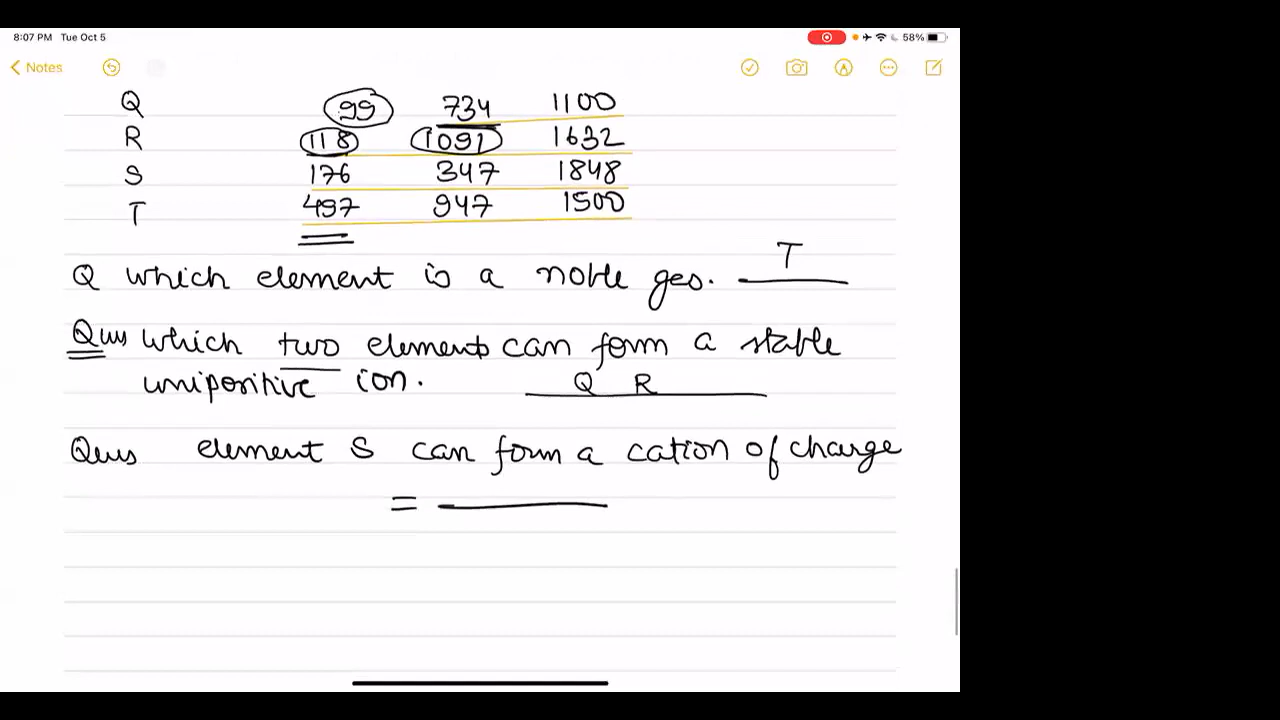 8:07 PM Tue Oct 5 58%
Notes
Q 99 734 1100
R 118 1091 1632
S 176 347 1848
T 497 947 1500
Q which element is a noble gas. T
Ques which two element can form a stable
unipositive ion. Q R
Ques element S can form a cation of charge
=